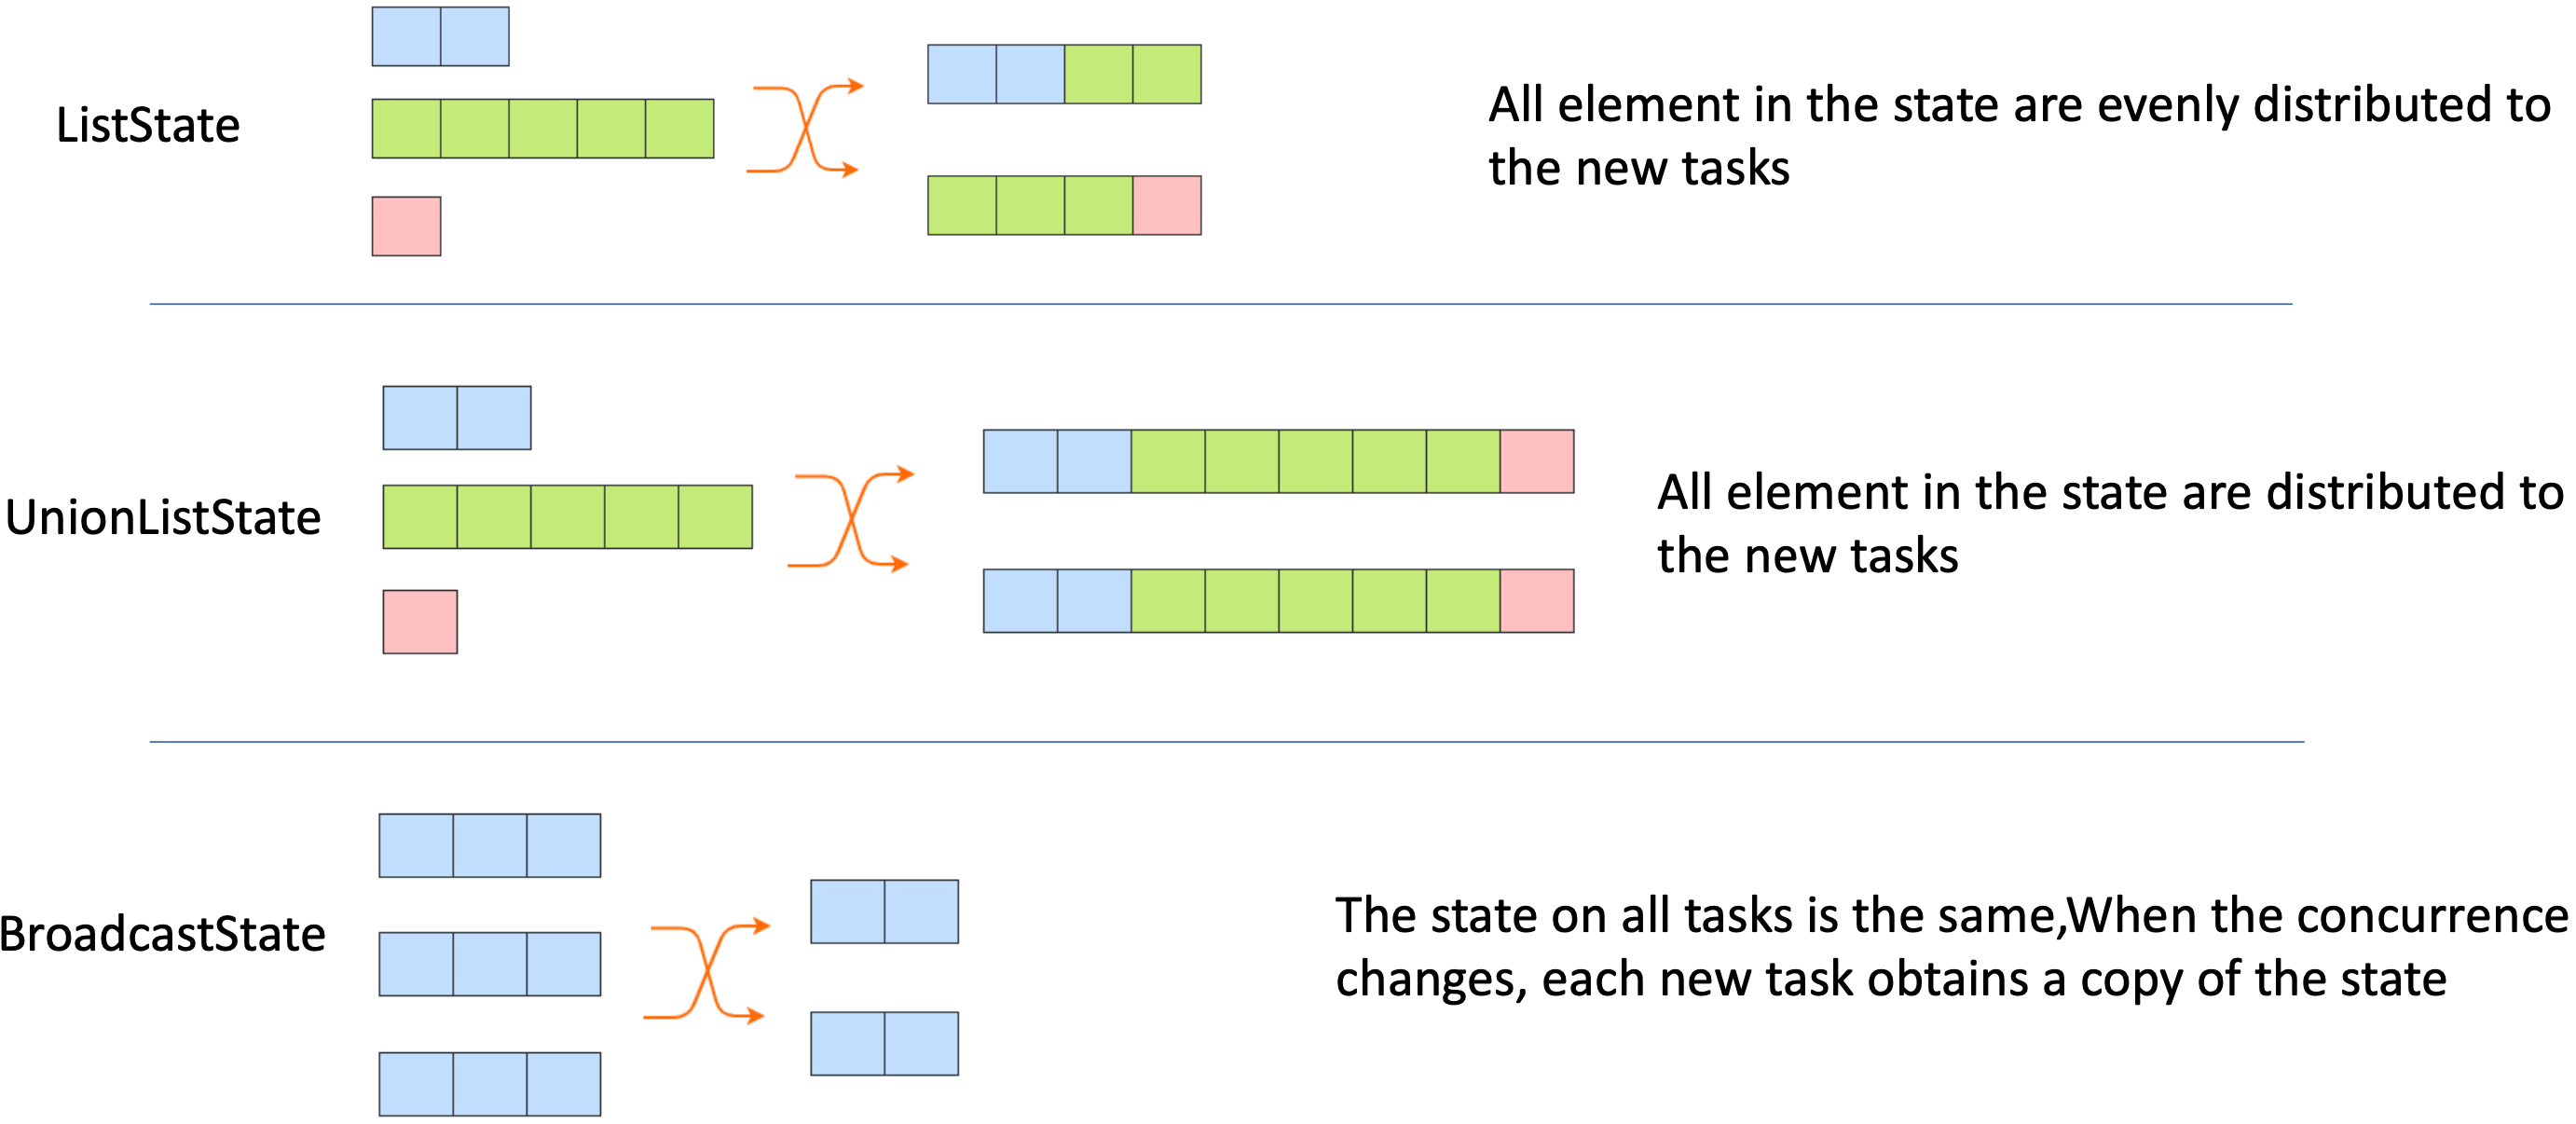 ListState
All element in the state are evenly distributed to
the new tasks
UnionListState
All element in the state are distributed to
the new tasks
BroadcastState
The state on all tasks is the same,When the concurrence
changes, each new task obtains a copy of the state